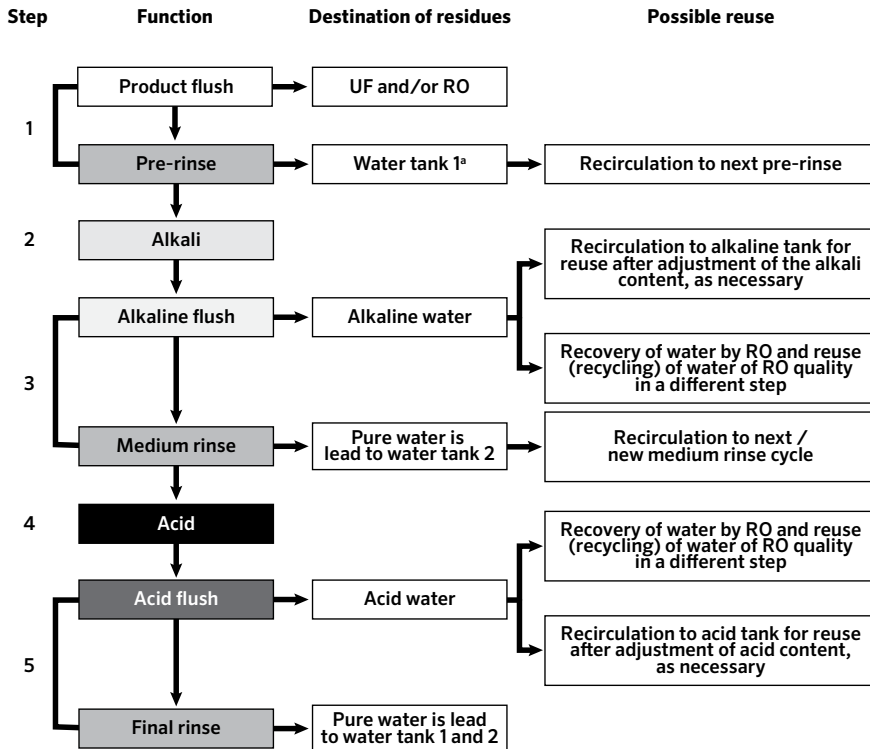 Step Function Destination of residues Possible reuse
Product flush UF and/or RO
1
Pre-rinse Water tank 1ᵃ Recirculation to next pre-rinse
2 Alkali
Recirculation to alkaline tank for
reuse after adjustment of the alkali
content, as necessary
Alkaline flush Alkaline water
Recovery of water by RO and reuse
(recycling) of water of RO quality
in a different step
3
Medium rinse
Pure water is
lead to water tank 2
Recirculation to next /
new medium rinse cycle
4 Acid
Recovery of water by RO and reuse
(recycling) of water of RO quality
in a different step
Acid flush Acid water
Recirculation to acid tank for reuse
after adjustment of acid content,
as necessary
5
Final rinse
Pure water is lead
to water tank 1 and 2